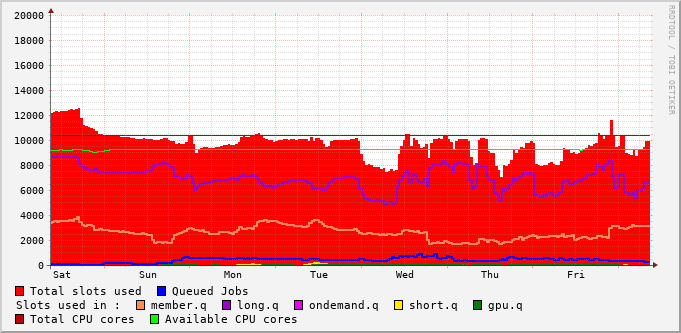 20000
18000
16000
14000
12000
10000
8000
6000
4000
2000
0
Sat Sun Mon Tue Wed Thu Fri
Total slots used Queued Jobs
Slots used in : member.q long.q ondemand.q short.q gpu.q
Total CPU cores Available CPU cores
RRDTOOL / TOBI OETIKER